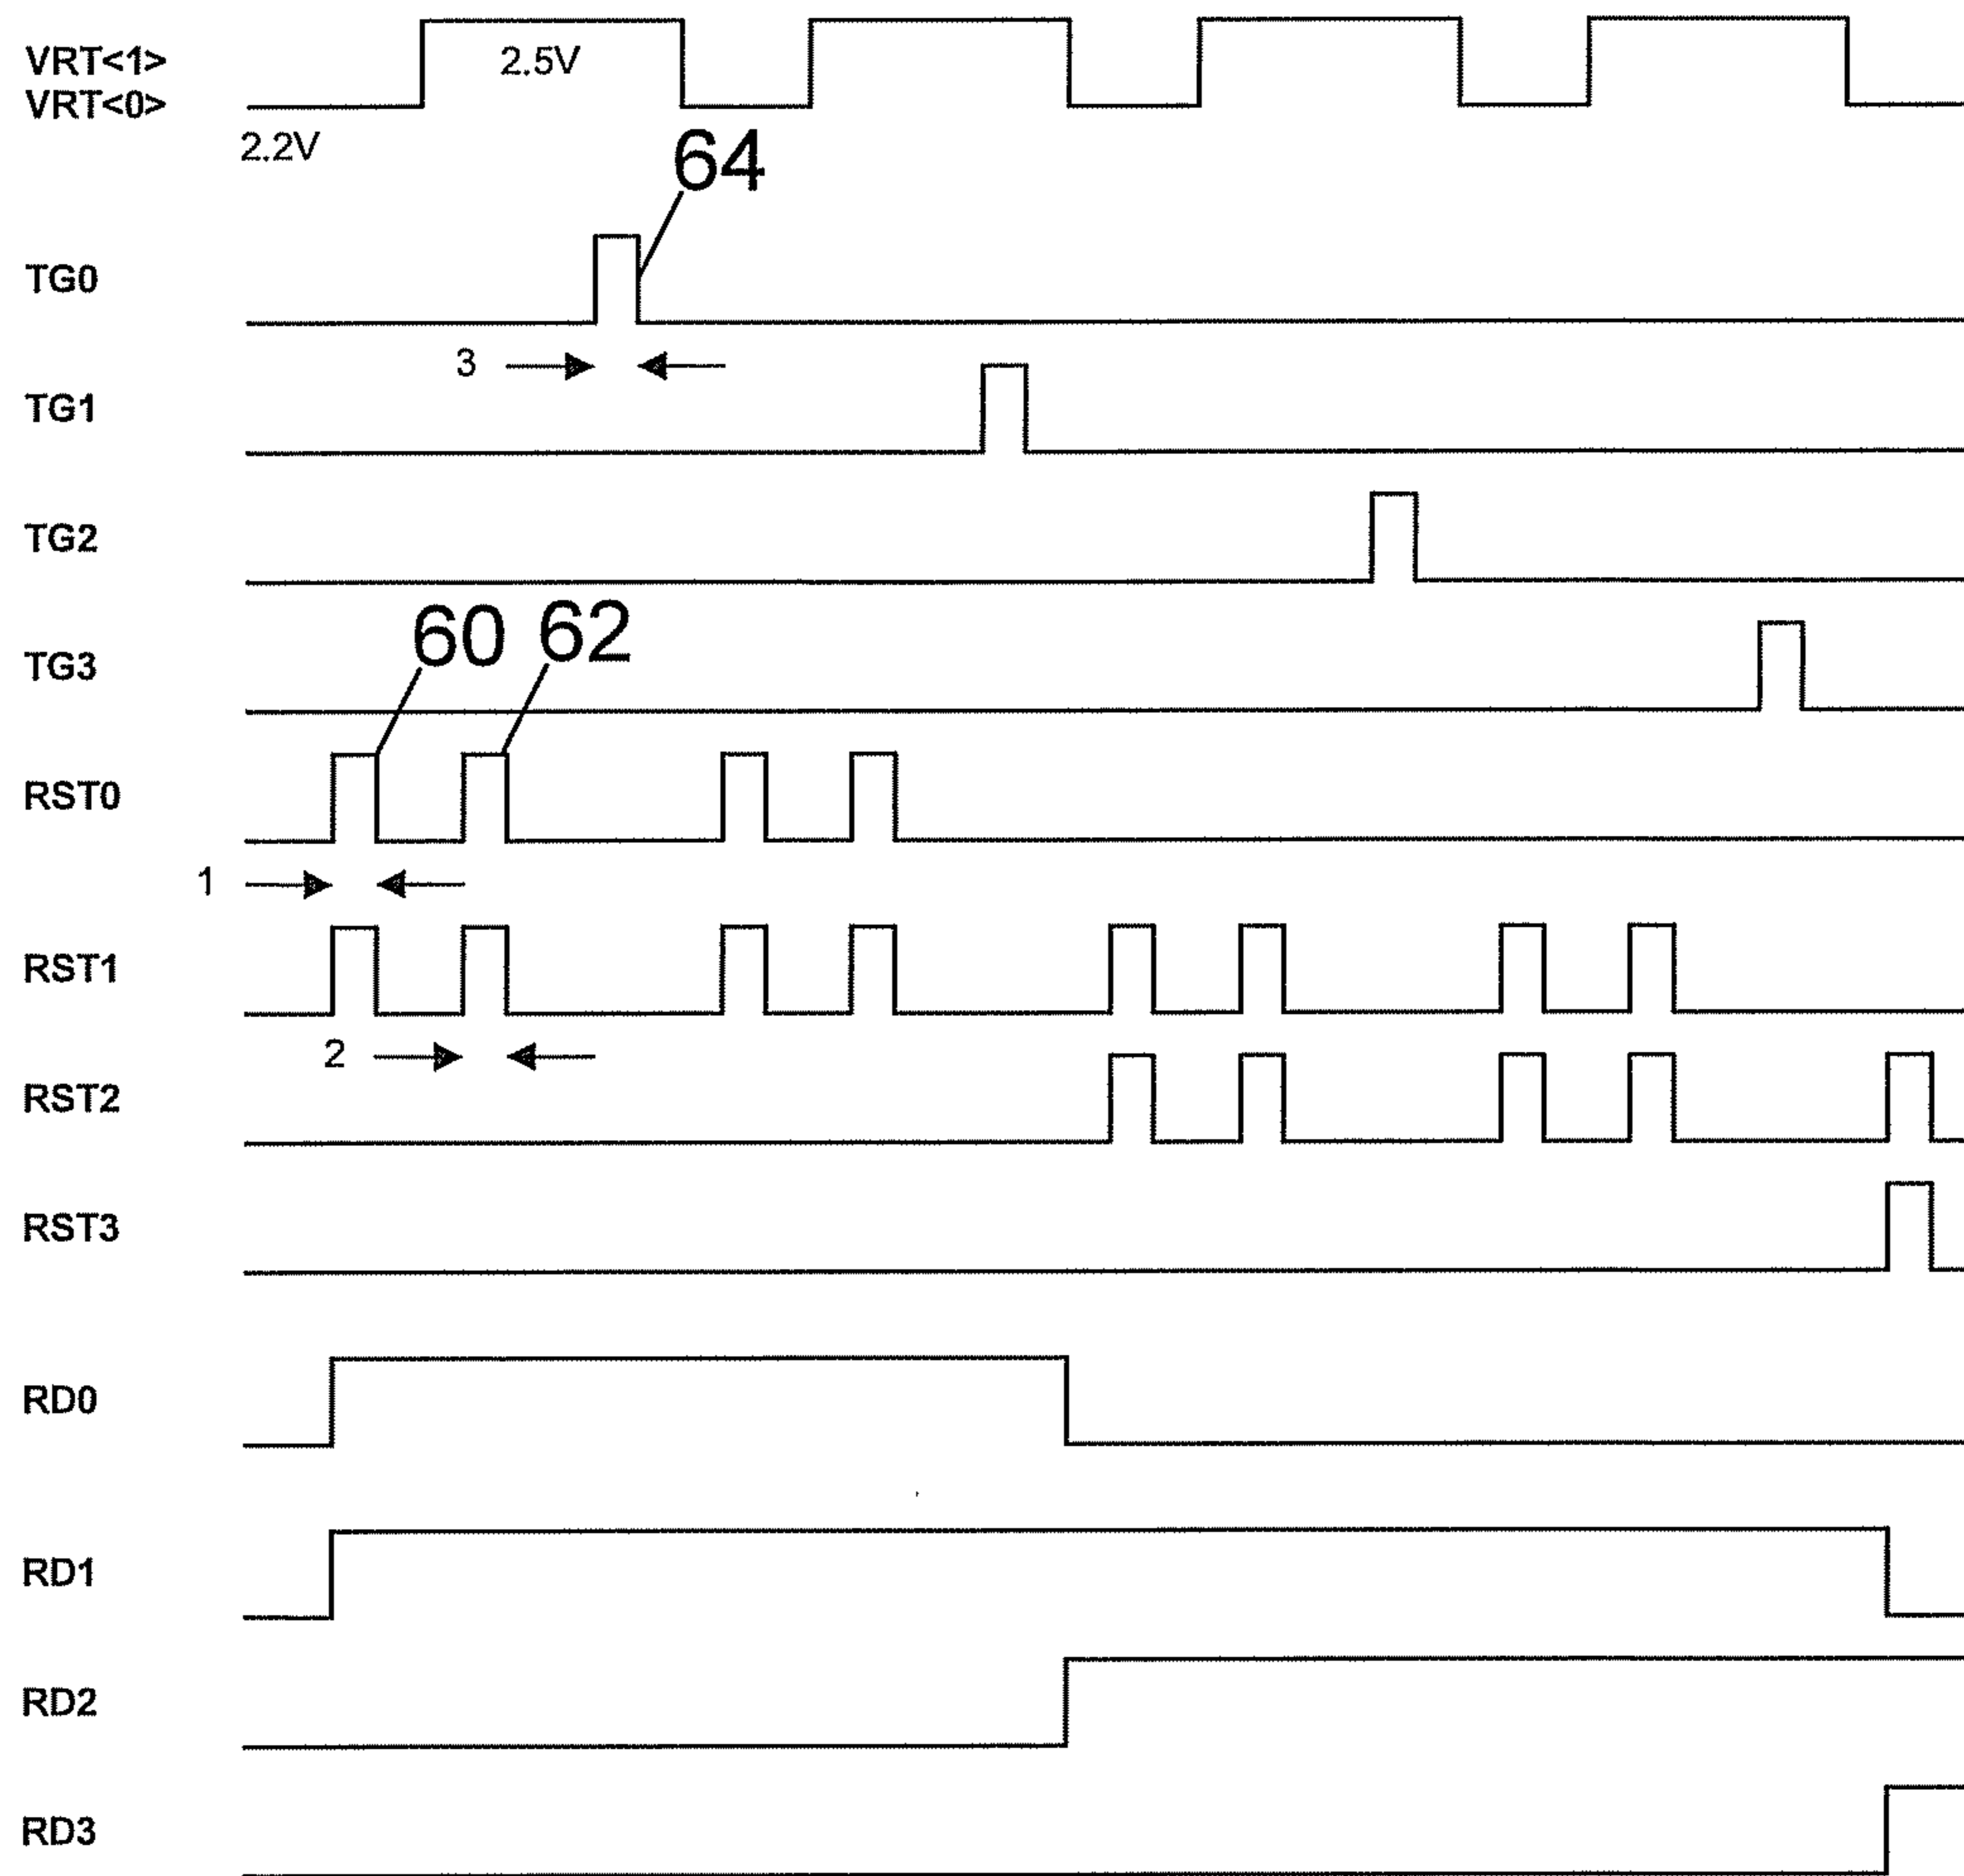 VRT<1>
VRT<0>
2.5V
2.2V
64
TG0
3
TG1
TG2
60 62
TG3
RST0
1
RST1
2
RST2
RST3
RD0
RD1
RD2
RD3